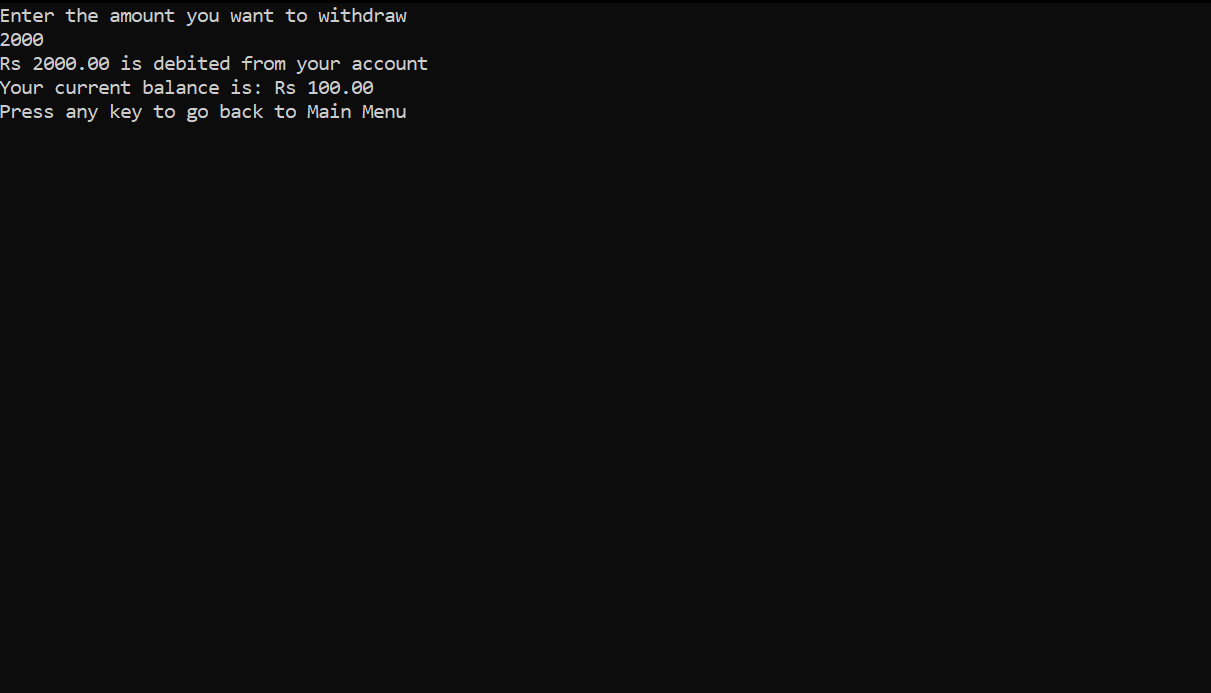 Enter the amount you want to withdraw
2000
Rs 2000.00 is debited from your account
Your current balance is: Rs 100.00
Press any key to go back to Main Menu